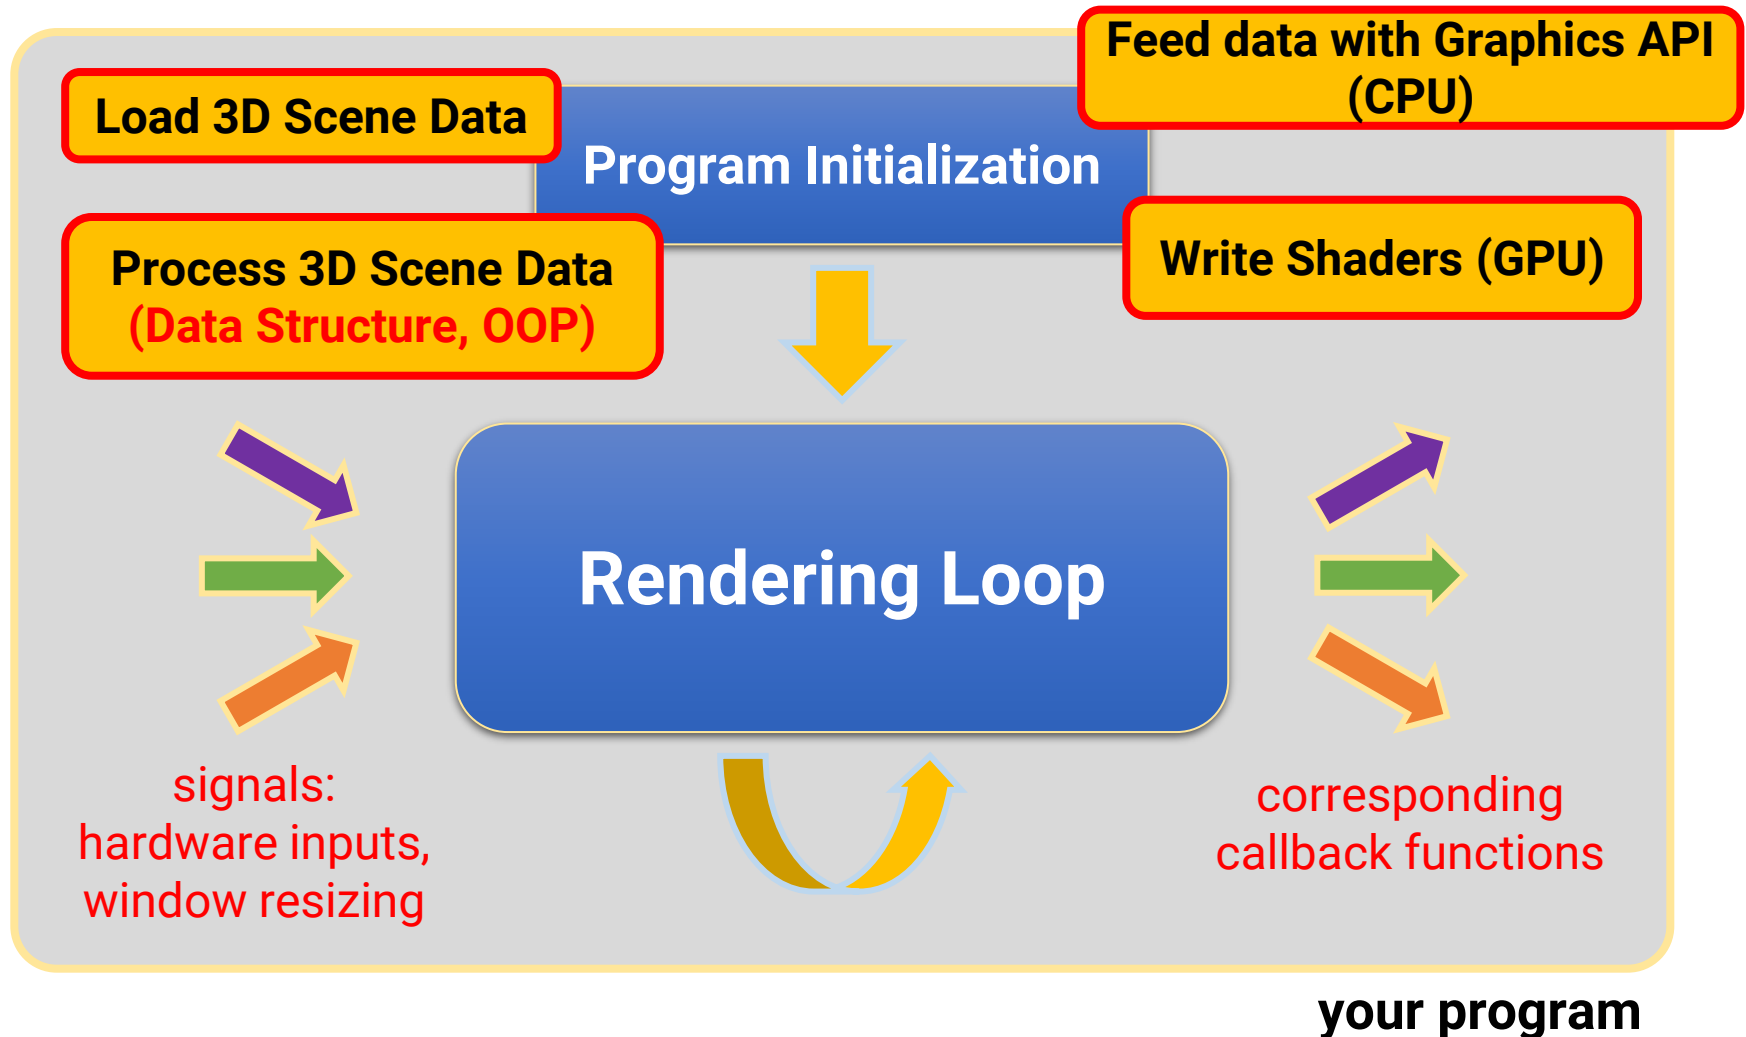 Feed data with Graphics API
(CPU)
Load 3D Scene Data
Program Initialization
Process 3D Scene Data
(Data Structure, OOP)
Write Shaders (GPU)
Rendering Loop
signals:
hardware inputs,
window resizing
corresponding
callback functions
your program